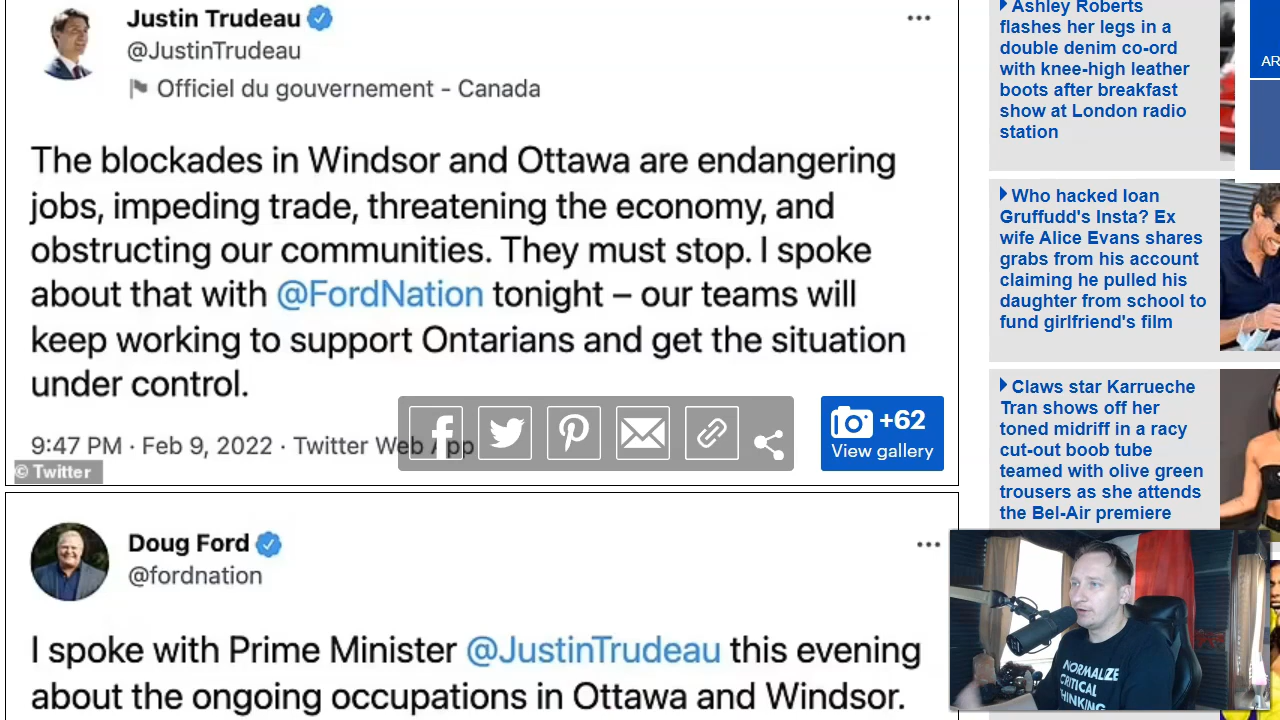 Justin Trudeau
@JustinTrudeau
Officiel du gouvernement - Canada
The blockades in Windsor and Ottawa are endangering
jobs, impeding trade, threatening the economy, and
obstructing our communities. They must stop. I spoke
about that with @FordNation tonight – our teams will
keep working to support Ontarians and get the situation
under control.
9:47 PM · Feb 9, 2022 · Twitter Web App
© Twitter
+62
View gallery
Doug Ford
@fordnation
I spoke with Prime Minister @JustinTrudeau this evening
about the ongoing occupations in Ottawa and Windsor.
Ashley Roberts
flashes her legs in a
double denim co-ord
with knee-high leather
boots after breakfast
show at London radio
station
Who hacked Ioan
Gruffudd's Insta? Ex
wife Alice Evans shares
grabs from his account
claiming he pulled his
daughter from school to
fund girlfriend's film
Claws star Karrueche
Tran shows off her
toned midriff in a racy
cut-out boob tube
teamed with olive green
trousers as she attends
the Bel-Air premiere
AR
NORMALIZE
CRITICAL
THINKING